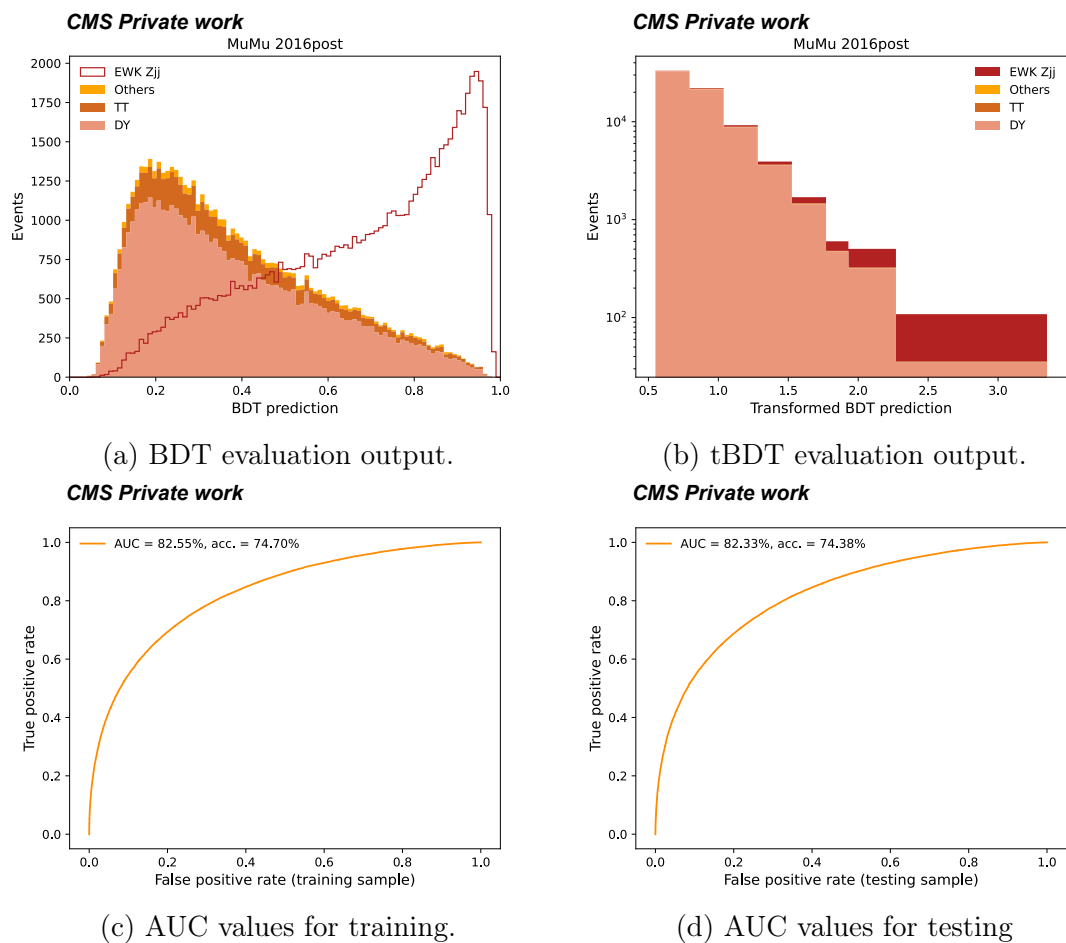 CMS Private work
MuMu 2016post
2000
1750
1500
1250
1000
750
500
250
0
Events
EWK Zjj
Others
TT
DY
0.0 0.2 0.4 0.6 0.8 1.0
BDT prediction
(a) BDT evaluation output.
CMS Private work
MuMu 2016post
10⁴
10³
10²
Events
EWK Zjj
Others
TT
DY
0.5 1.0 1.5 2.0 2.5 3.0
Transformed BDT prediction
(b) tBDT evaluation output.
CMS Private work
1.0
0.8
0.6
0.4
0.2
0.0
True positive rate
AUC = 82.55%, acc. = 74.70%
0.0 0.2 0.4 0.6 0.8 1.0
False positive rate (training sample)
(c) AUC values for training.
CMS Private work
1.0
0.8
0.6
0.4
0.2
0.0
True positive rate
AUC = 82.33%, acc. = 74.38%
0.0 0.2 0.4 0.6 0.8 1.0
False positive rate (testing sample)
(d) AUC values for testing